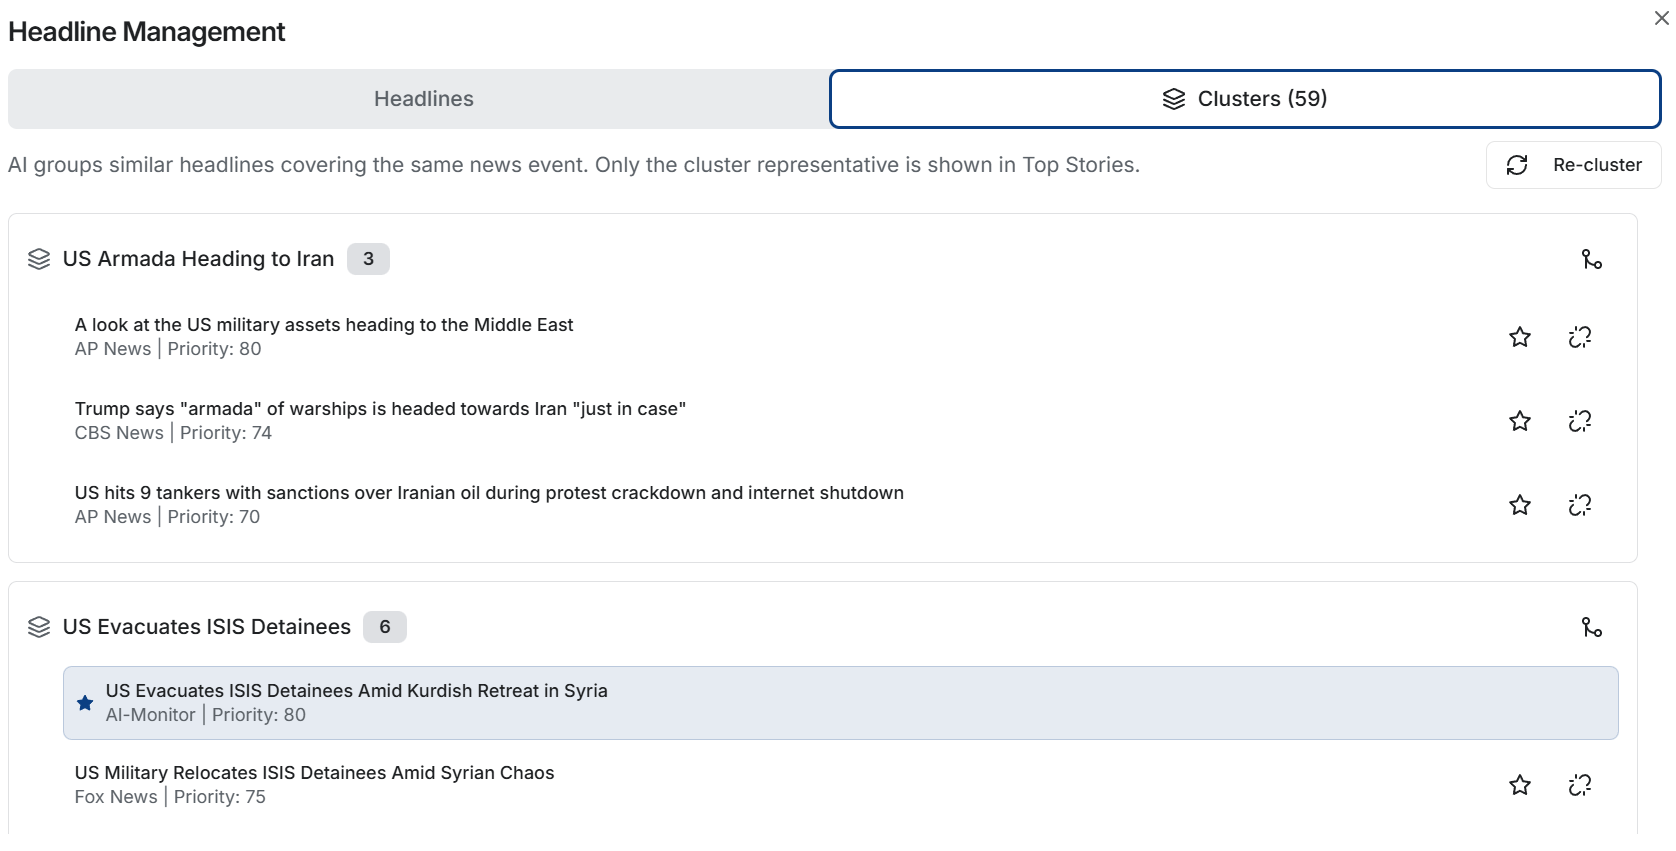 Headline Management
Headlines
Clusters (59)
AI groups similar headlines covering the same news event. Only the cluster representative is shown in Top Stories.
Re-cluster
US Armada Heading to Iran 3
A look at the US military assets heading to the Middle East
AP News | Priority: 80
Trump says "armada" of warships is headed towards Iran "just in case"
CBS News | Priority: 74
US hits 9 tankers with sanctions over Iranian oil during protest crackdown and internet shutdown
AP News | Priority: 70
US Evacuates ISIS Detainees 6
US Evacuates ISIS Detainees Amid Kurdish Retreat in Syria
Al-Monitor | Priority: 80
US Military Relocates ISIS Detainees Amid Syrian Chaos
Fox News | Priority: 75